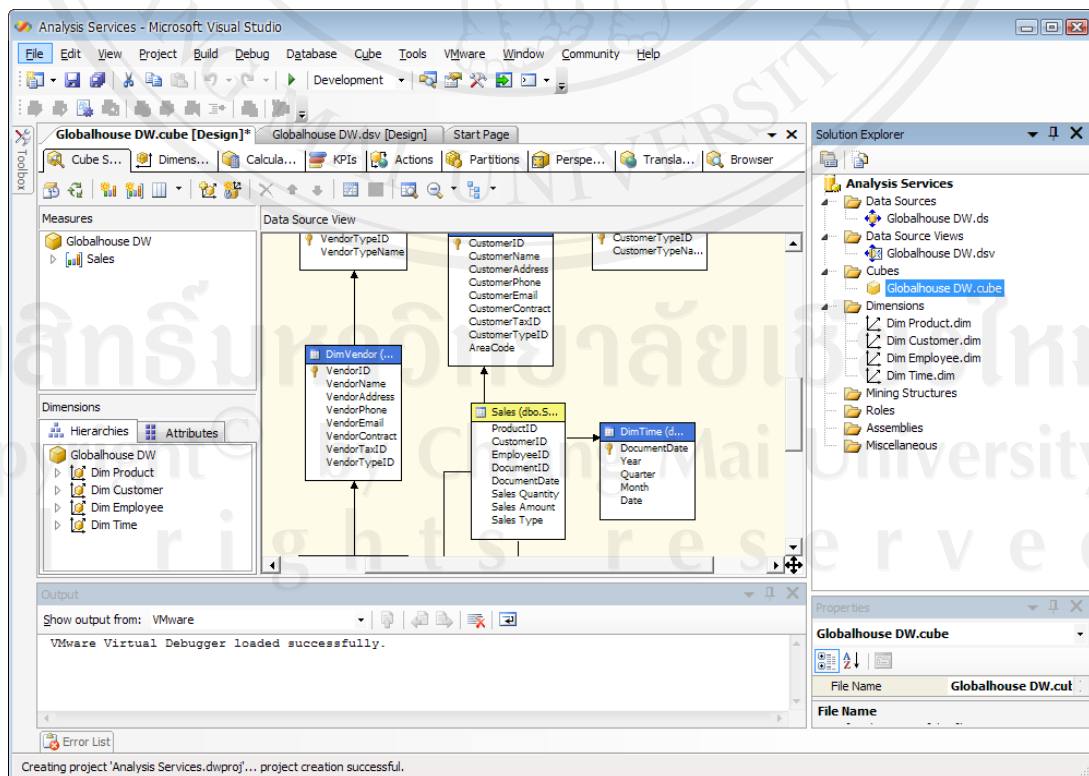 Analysis Services - Microsoft Visual Studio
File Edit View Project Build Debug Database Cube Tools VMware Window Community Help
Development
Toolbox
Globalhouse DW.cube [Design]* Globalhouse DW.dsv [Design] Start Page
Cube S... Dimens... Calcula... KPIs Actions Partitions Perspe... Transla... Browser
Measures
Globalhouse DW
Sales
Dimensions
Hierarchies Attributes
Globalhouse DW
Dim Product
Dim Customer
Dim Employee
Dim Time
Data Source View
VendorTypeID
VendorTypeName
CustomerID
CustomerName
CustomerAddress
CustomerPhone
CustomerEmail
CustomerContract
CustomerTaxID
CustomerTypeID
AreaCode
CustomerTypeID
CustomerTypeNa...
DimVendor (...
VendorID
VendorName
VendorAddress
VendorPhone
VendorEmail
VendorContract
VendorTaxID
VendorTypeID
Sales (dbo.S...
ProductID
CustomerID
EmployeeID
DocumentID
DocumentDate
Sales Quantity
Sales Amount
Sales Type
DimTime (d...
DocumentDate
Year
Quarter
Month
Date
Solution Explorer
Analysis Services
Data Sources
Globalhouse DW.ds
Data Source Views
Globalhouse DW.dsv
Cubes
Globalhouse DW.cube
Dimensions
Dim Product.dim
Dim Customer.dim
Dim Employee.dim
Dim Time.dim
Mining Structures
Roles
Assemblies
Miscellaneous
Output
Show output from: VMware
VMware Virtual Debugger loaded successfully.
Properties
Globalhouse DW.cube
File Name Globalhouse DW.cub
File Name
Error List
Creating project 'Analysis Services.dwproj'... project creation successful.
UNIVERSITY
by Chiang Mai University
rights reserve